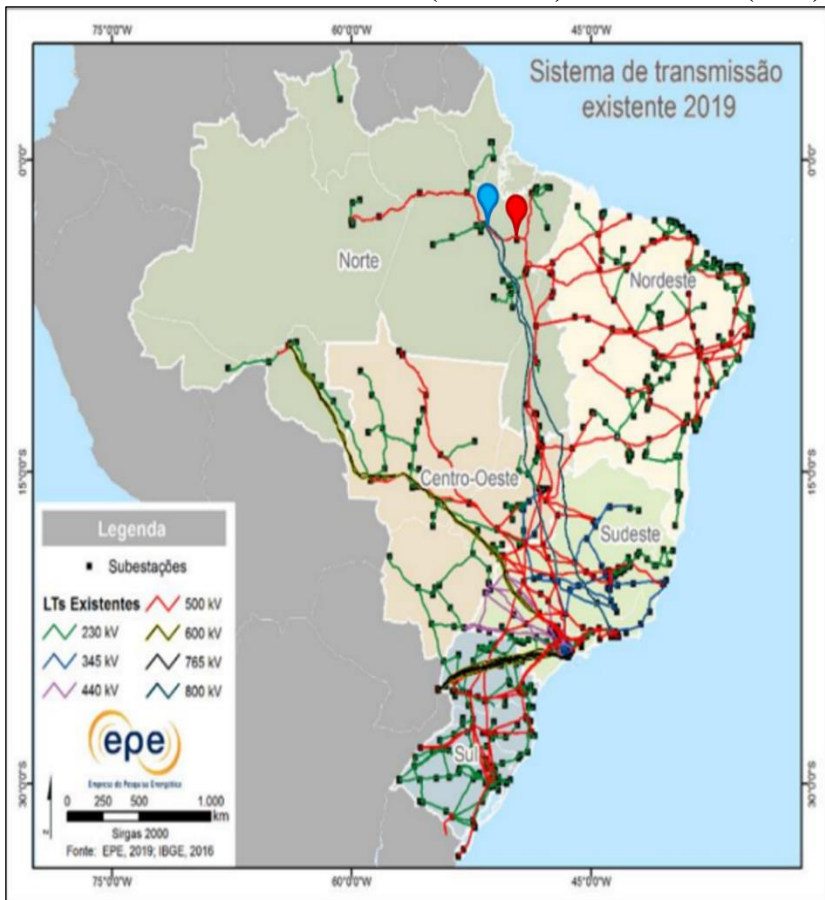 75°0'0"W 60°0'0"W 45°0'0"W
Sistema de transmissão
existente 2019
0°0'0"
0°0'0"
Norte
Nordeste
15°0'0"S
15°0'0"S
Centro-Oeste
Sudeste
Legenda
Subestações
LTs Existentes
500 kV
230 kV
600 kV
345 kV
765 kV
440 kV
800 kV
epe
Empresa de Pesquisa Energética
Sul
30°0'0"S
30°0'0"S
0 250 500 1.000
km
Sirgas 2000
Fonte: EPE, 2019; IBGE, 2016
75°0'0"W 60°0'0"W 45°0'0"W